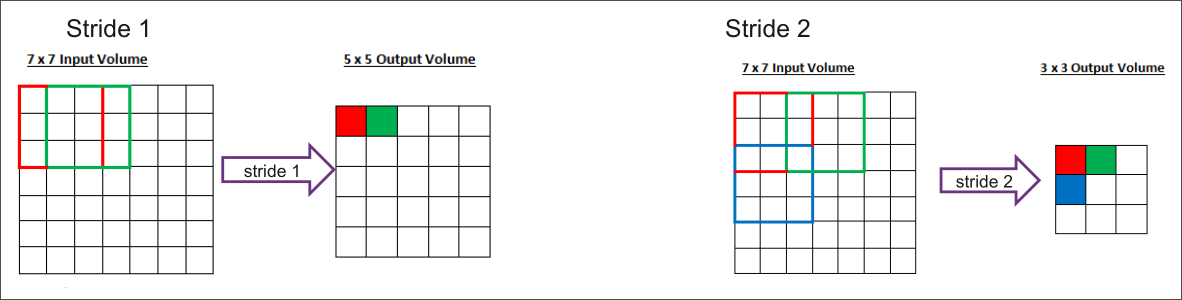 Stride 1
7 x 7 Input Volume
5 x 5 Output Volume
stride 1
Stride 2
7 x 7 Input Volume
3 x 3 Output Volume
stride 2